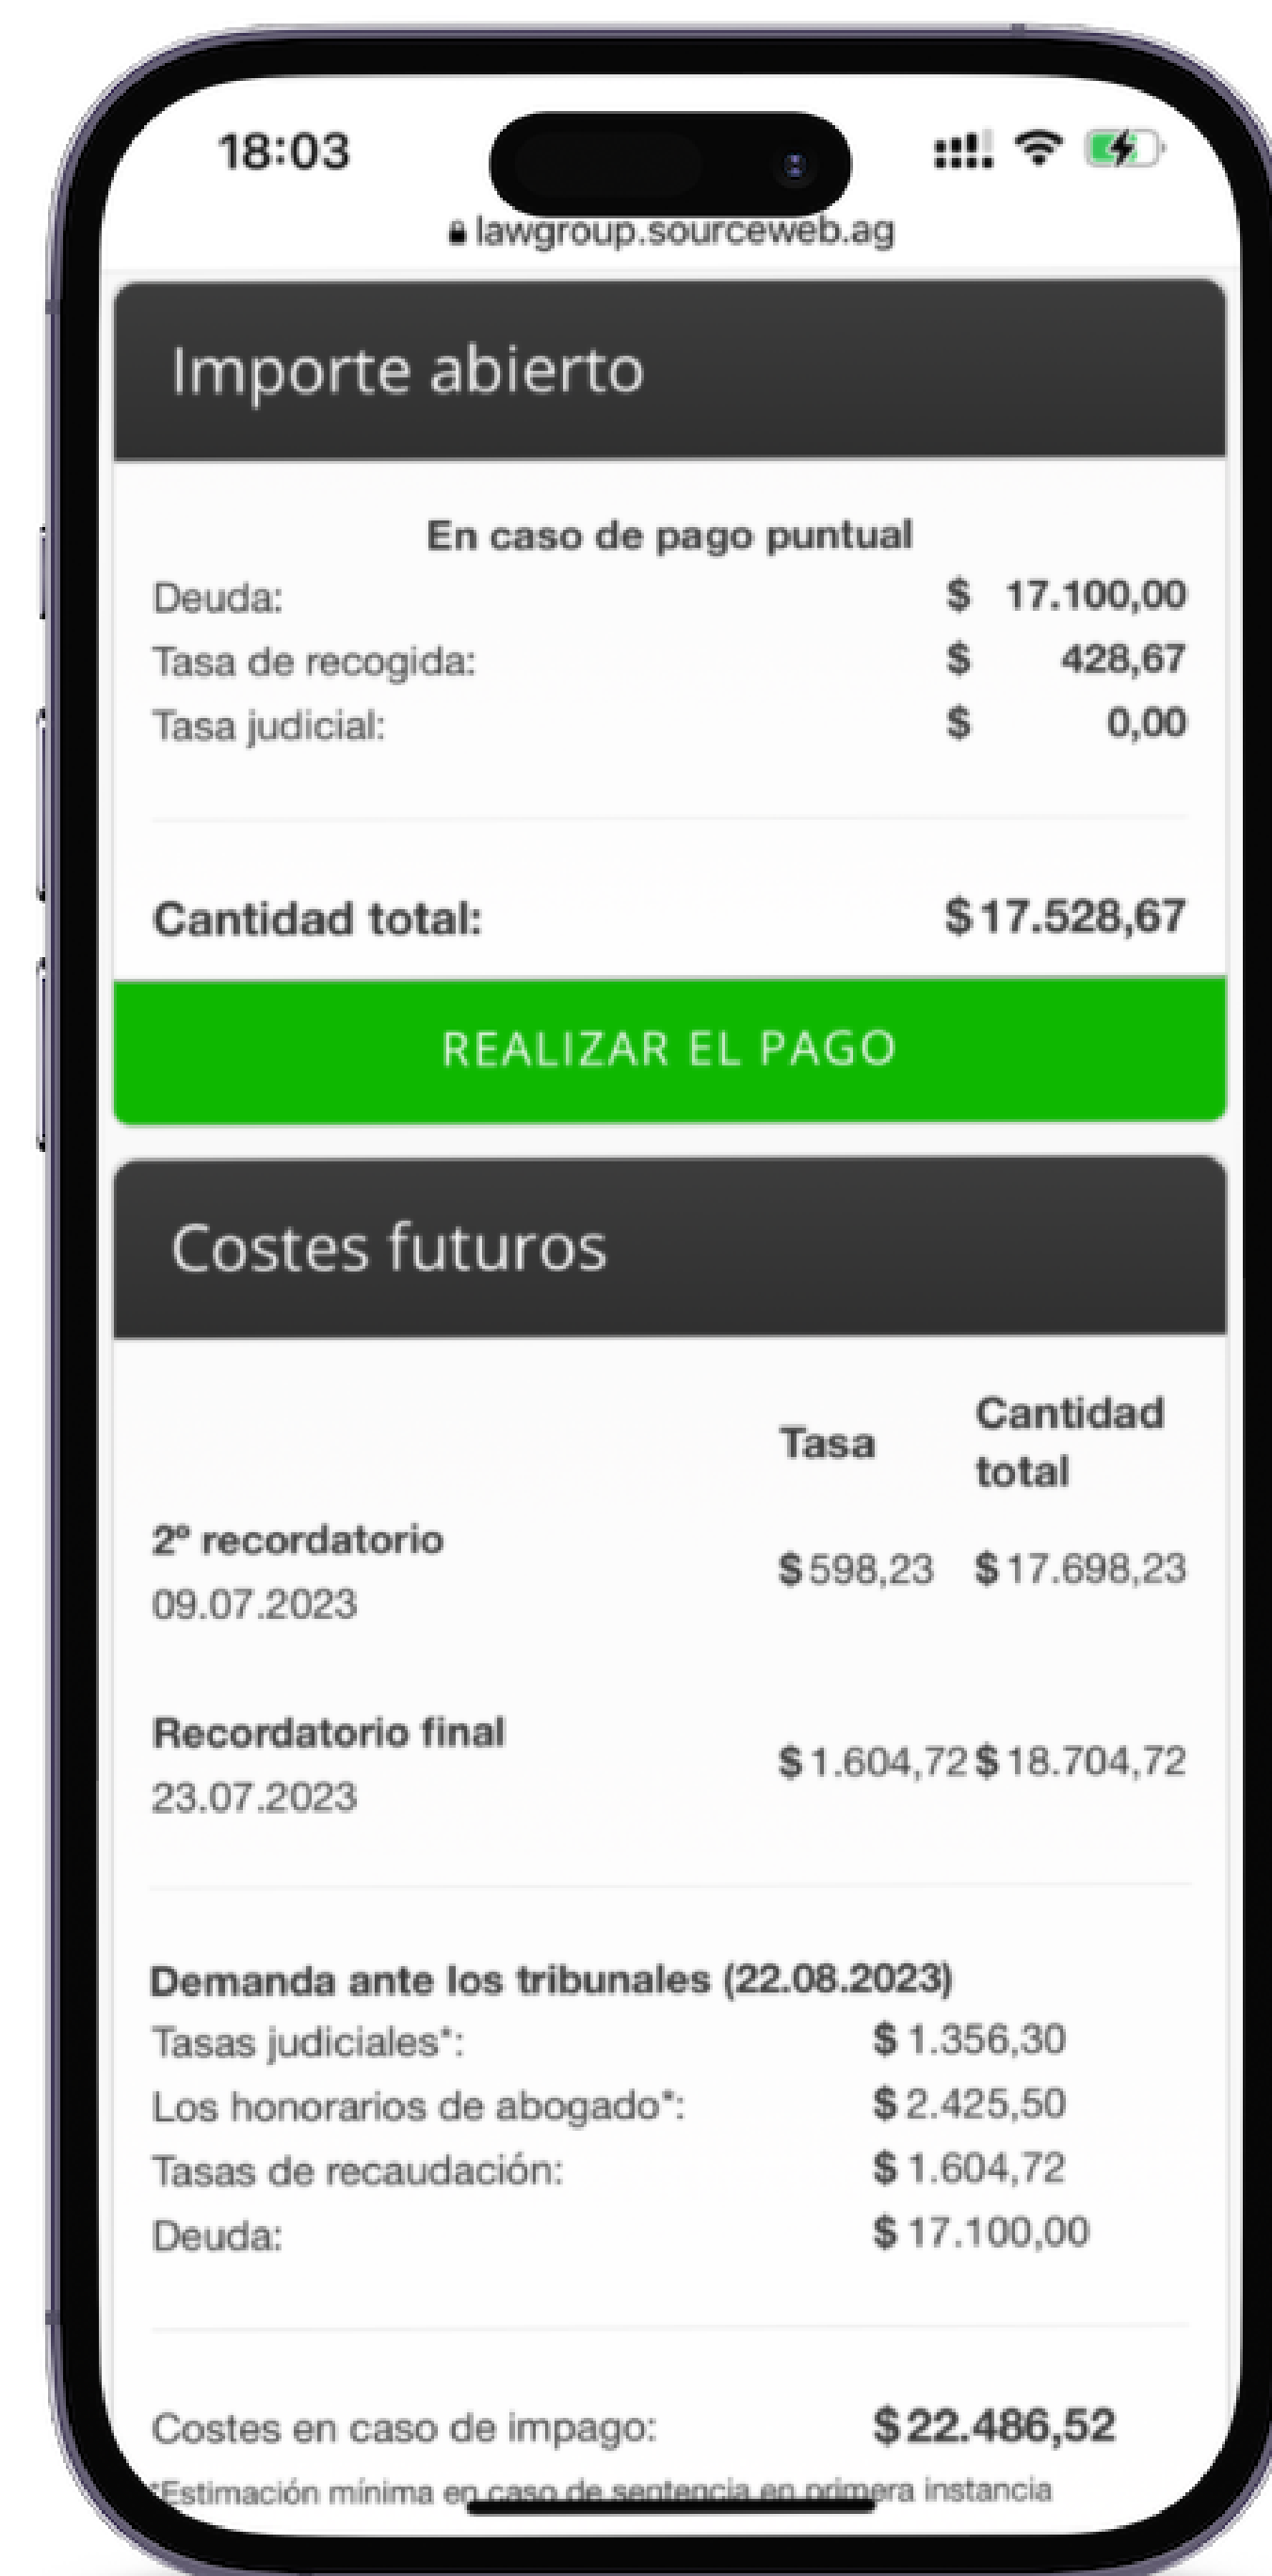 18:03
lawgroup.sourceweb.ag
Importe abierto
En caso de pago puntual
Deuda: $ 17.100,00
Tasa de recogida: $ 428,67
Tasa judicial: $ 0,00
Cantidad total: $ 17.528,67
REALIZAR EL PAGO
Costes futuros
Tasa Cantidad total
2º recordatorio
09.07.2023 $ 598,23 $ 17.698,23
Recordatorio final
23.07.2023 $ 1.604,72 $ 18.704,72
Demanda ante los tribunales (22.08.2023)
Tasas judiciales*: $ 1.356,30
Los honorarios de abogado*: $ 2.425,50
Tasas de recaudación: $ 1.604,72
Deuda: $ 17.100,00
Costes en caso de impago: $ 22.486,52
*Estimación mínima en caso de sentencia en primera instancia